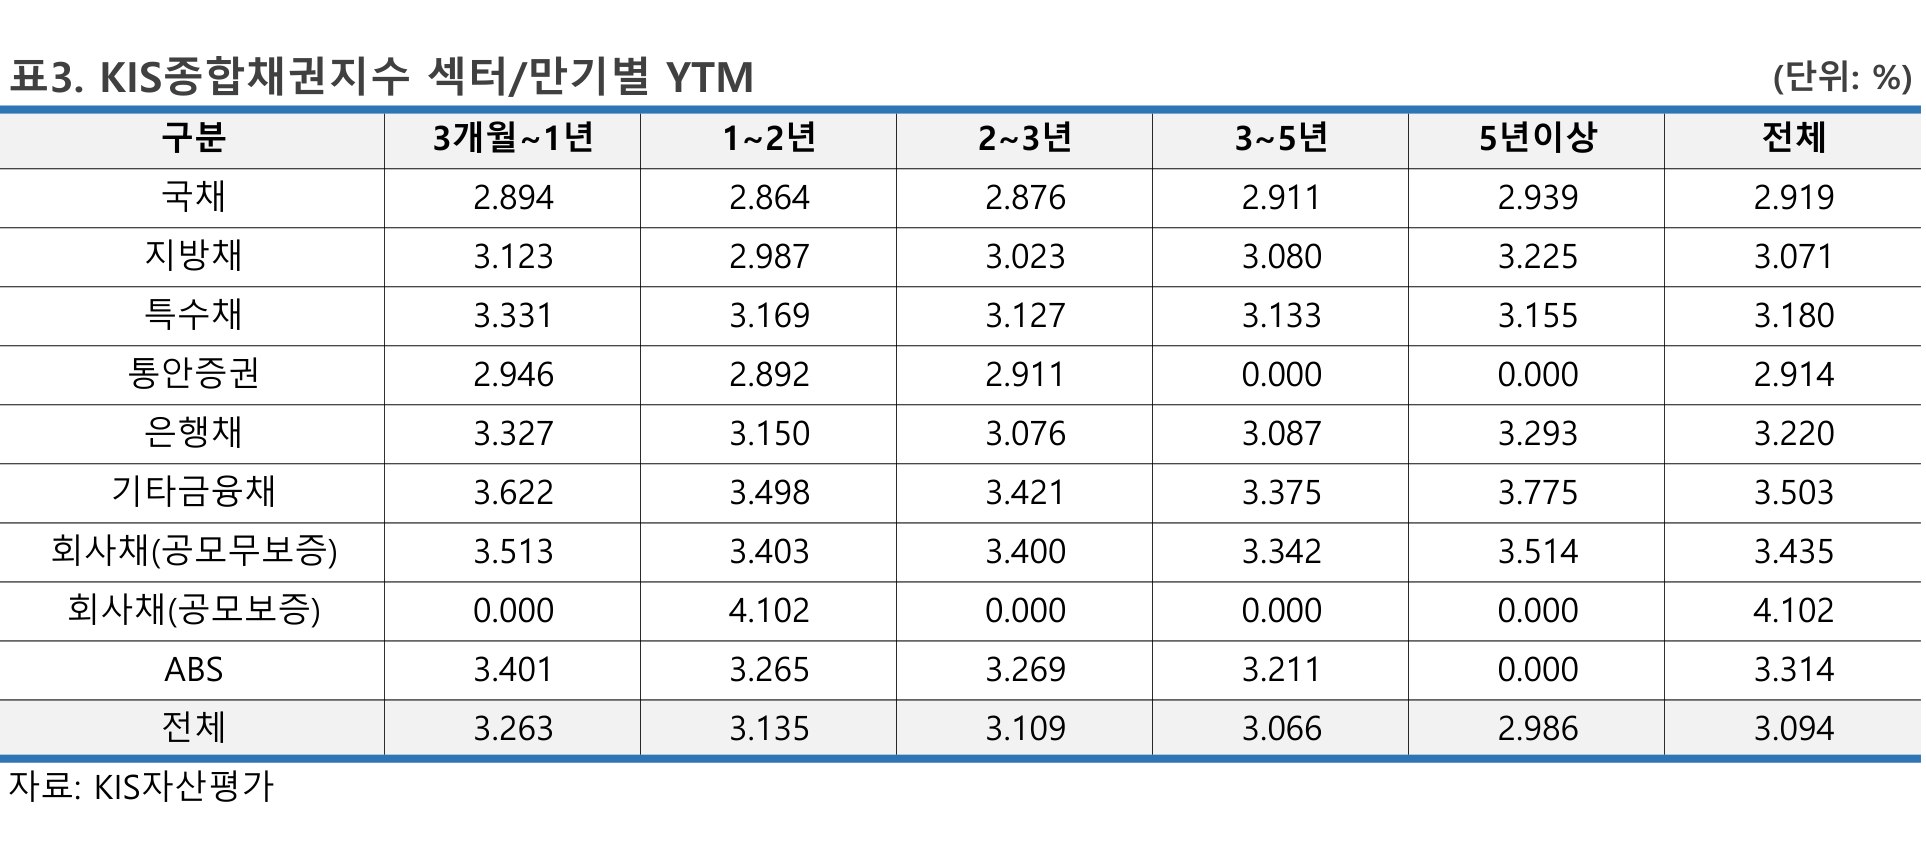 표3. KIS종합채권지수 섹터/만기별 YTM (단위: %)
구분 3개월~1년 1~2년 2~3년 3~5년 5년이상 전체
국채 2.894 2.864 2.876 2.911 2.939 2.919
지방채 3.123 2.987 3.023 3.080 3.225 3.071
특수채 3.331 3.169 3.127 3.133 3.155 3.180
통안증권 2.946 2.892 2.911 0.000 0.000 2.914
은행채 3.327 3.150 3.076 3.087 3.293 3.220
기타금융채 3.622 3.498 3.421 3.375 3.775 3.503
회사채(공모무보증) 3.513 3.403 3.400 3.342 3.514 3.435
회사채(공모보증) 0.000 4.102 0.000 0.000 0.000 4.102
ABS 3.401 3.265 3.269 3.211 0.000 3.314
전체 3.263 3.135 3.109 3.066 2.986 3.094
자료: KIS자산평가